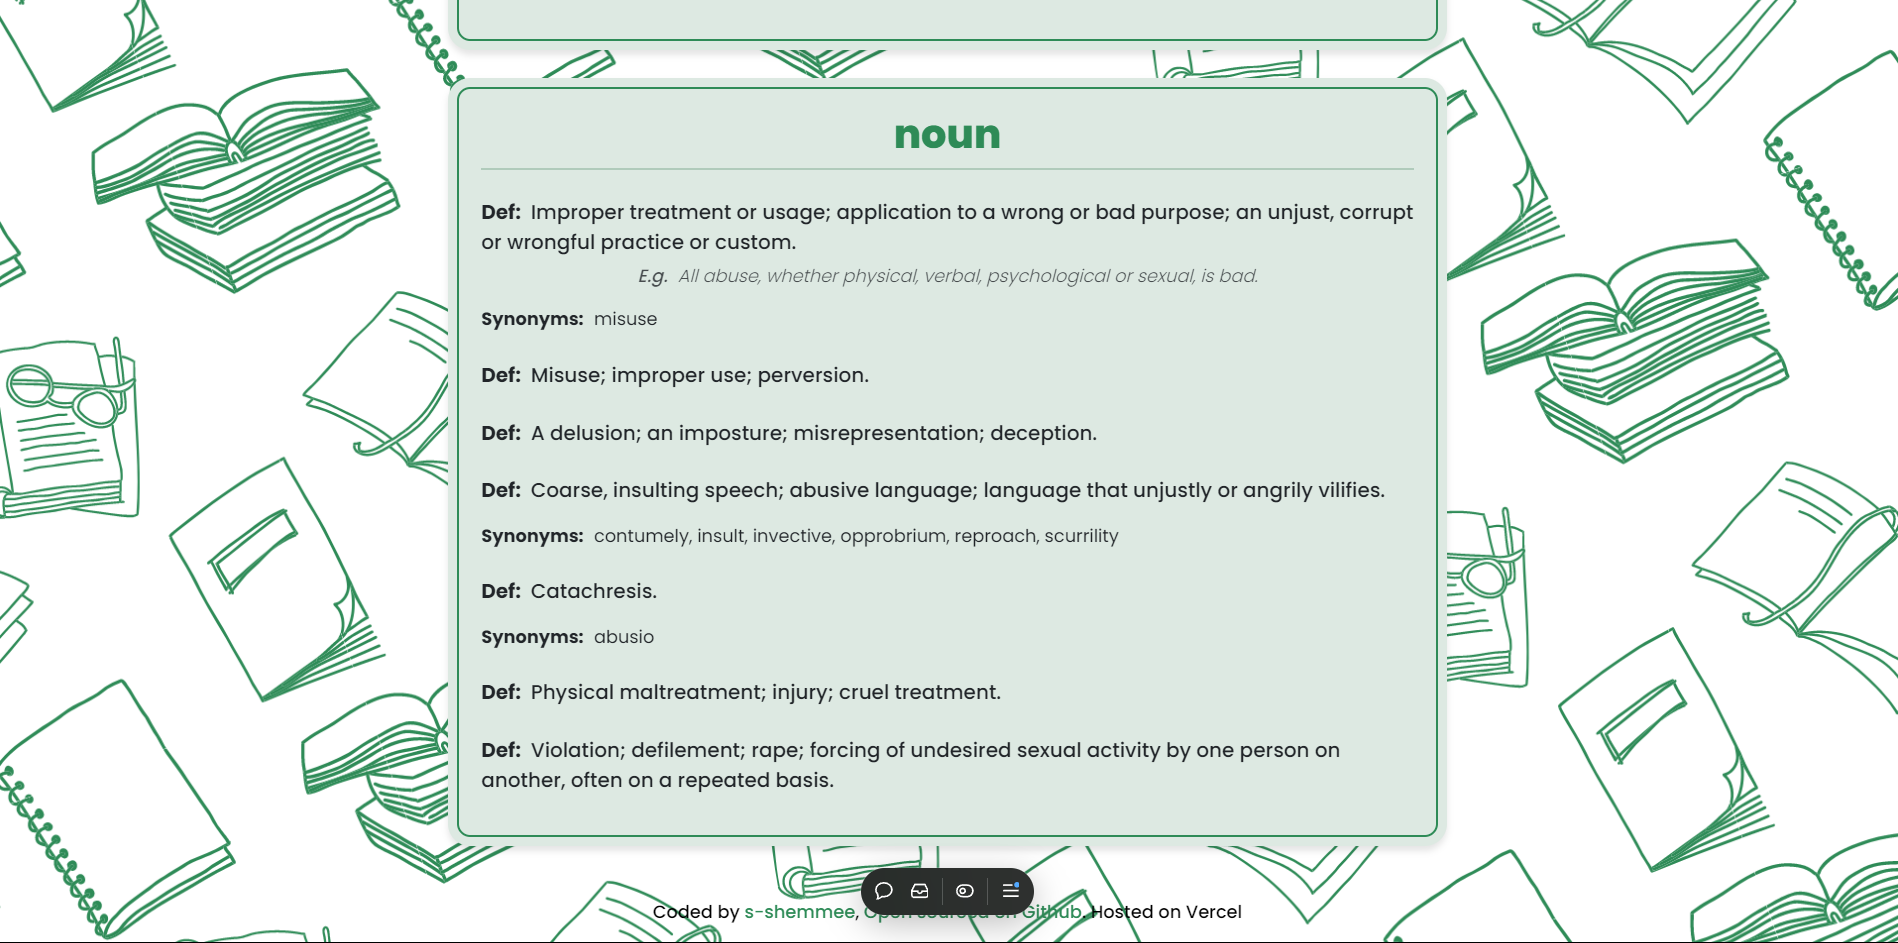 noun
Def: Improper treatment or usage; application to a wrong or bad purpose; an unjust, corrupt
or wrongful practice or custom.
E.g. All abuse, whether physical, verbal, psychological or sexual, is bad.
Synonyms: misuse
Def: Misuse; improper use; perversion.
Def: A delusion; an imposture; misrepresentation; deception.
Def: Coarse, insulting speech; abusive language; language that unjustly or angrily vilifies.
Synonyms: contumely, insult, invective, opprobrium, reproach, scurrility
Def: Catachresis.
Synonyms: abusio
Def: Physical maltreatment; injury; cruel treatment.
Def: Violation; defilement; rape; forcing of undesired sexual activity by one person on
another, often on a repeated basis.
Coded by s-shemmee, Open sourced on Github. Hosted on Vercel